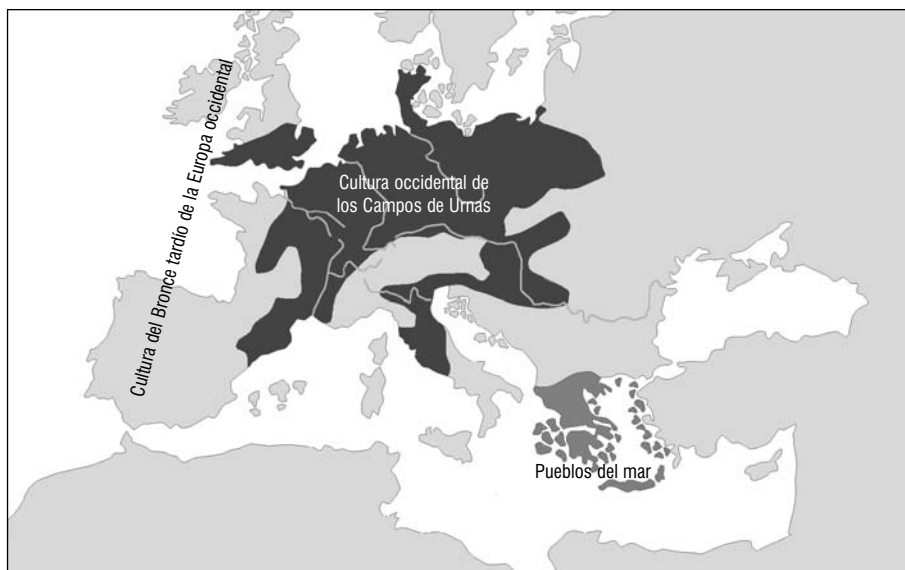 Cultura del Bronce tardío de la Europa occidental
Cultura occidental de
los Campos de Urnas
Pueblos del mar